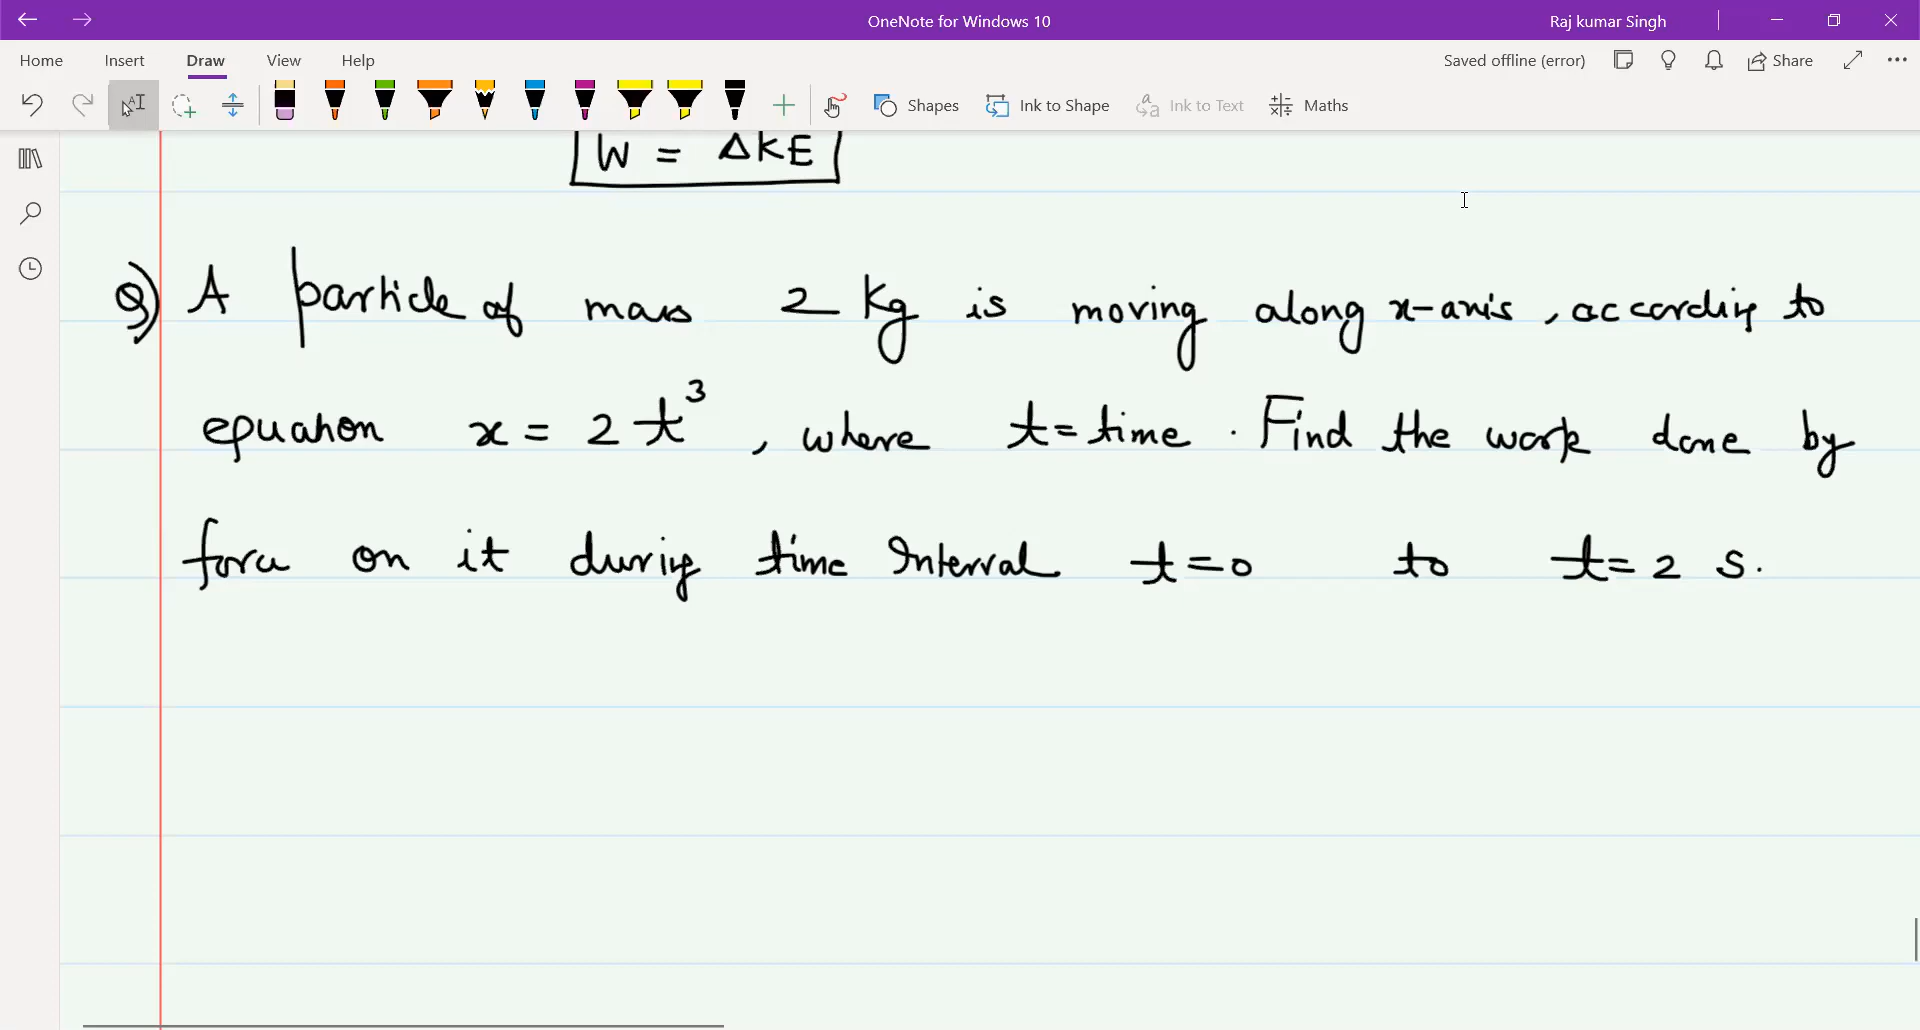 OneNote for Windows 10
Raj kumar Singh
Home Insert Draw View Help
Saved offline (error)
Share
Shapes
Ink to Shape
Ink to Text
Maths
W = ΔKE
Q) A particle of mass 2 kg is moving along x-axis, according to
equation x = 2t³, where t = time. Find the work done by
force on it during time Interval t=0 to t=2 s.